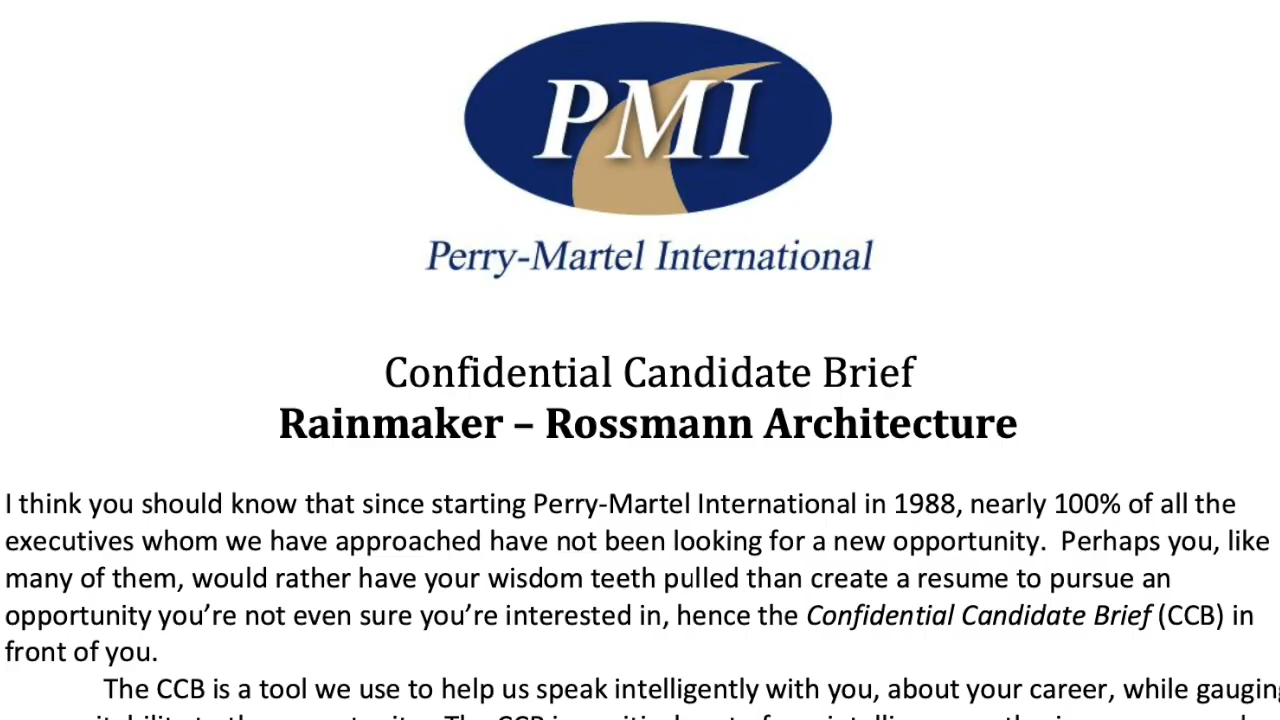 PMI
Perry-Martel International
Confidential Candidate Brief
Rainmaker – Rossmann Architecture
I think you should know that since starting Perry-Martel International in 1988, nearly 100% of all the
executives whom we have approached have not been looking for a new opportunity.  Perhaps you, like
many of them, would rather have your wisdom teeth pulled than create a resume to pursue an
opportunity you’re not even sure you’re interested in, hence the Confidential Candidate Brief (CCB) in
front of you.
The CCB is a tool we use to help us speak intelligently with you, about your career, while gauging